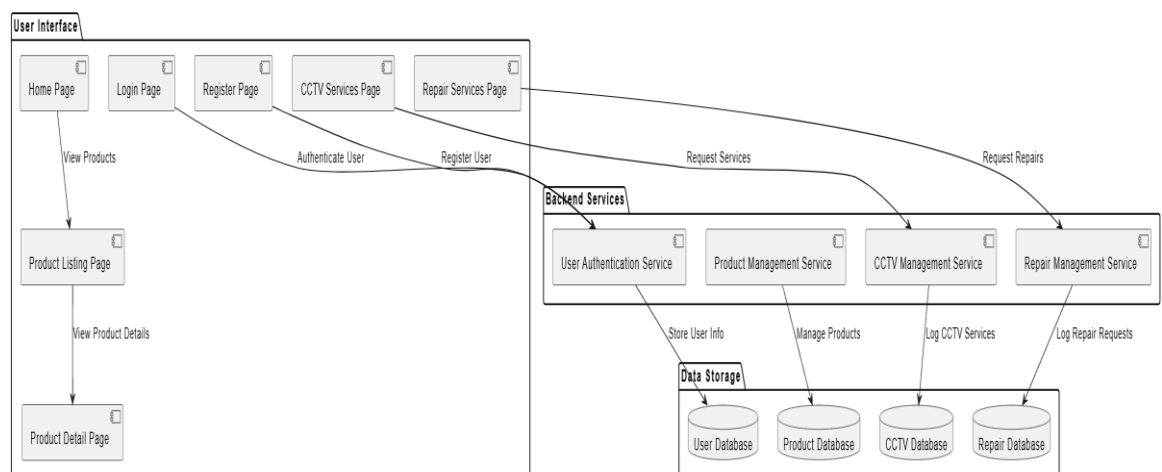 User Interface
Home Page
Login Page
Register Page
CCTV Services Page
Repair Services Page
View Products
Authenticate User
Register User
Request Services
Request Repairs
Backend Services
Product Listing Page
User Authentication Service
Product Management Service
CCTV Management Service
Repair Management Service
View Product Details
Store User Info
Manage Products
Log CCTV Services
Log Repair Requests
Data Storage
Product Detail Page
User Database
Product Database
CCTV Database
Repair Database